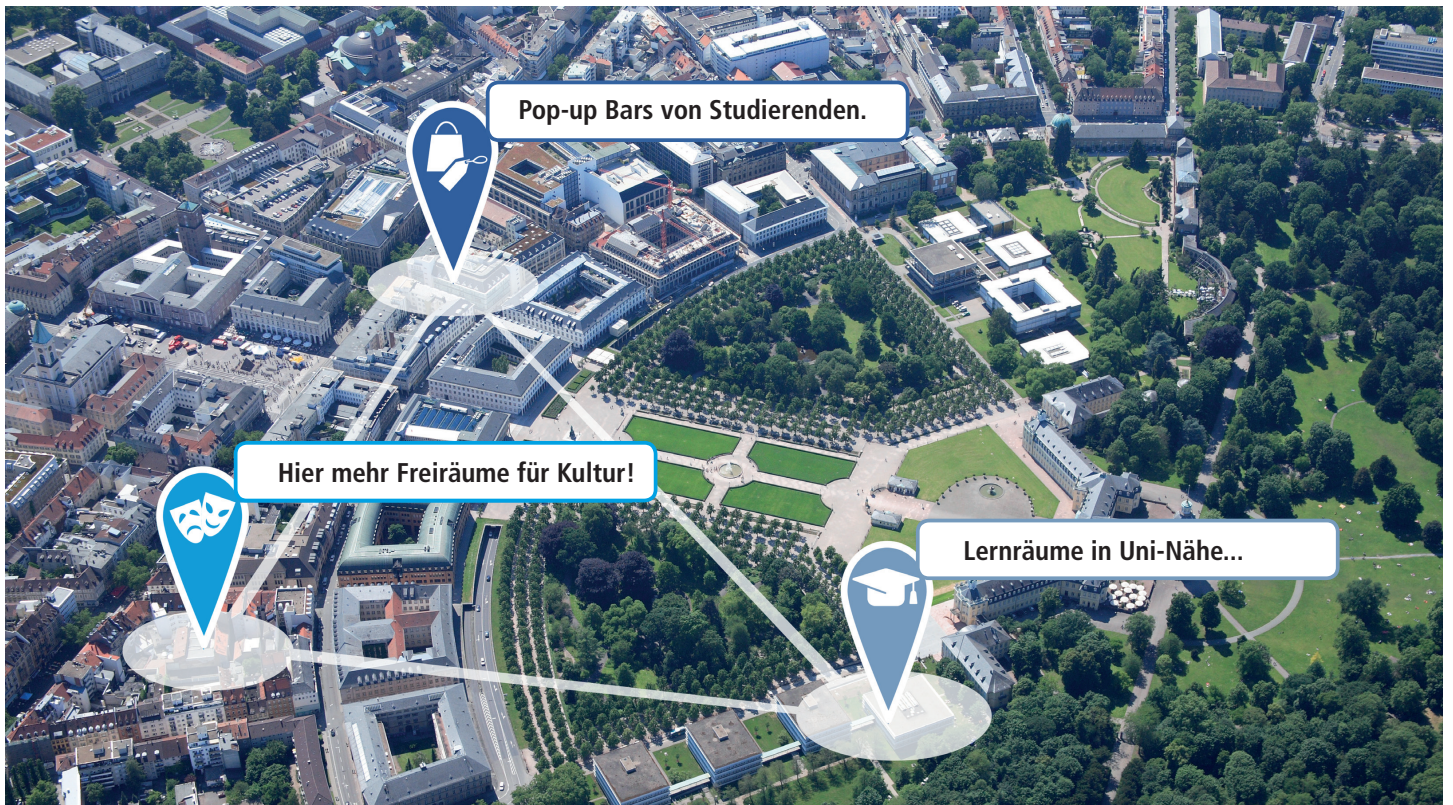 Pop-up Bars von Studierenden.
Hier mehr Freiräume für Kultur!
Lernräume in Uni-Nähe...